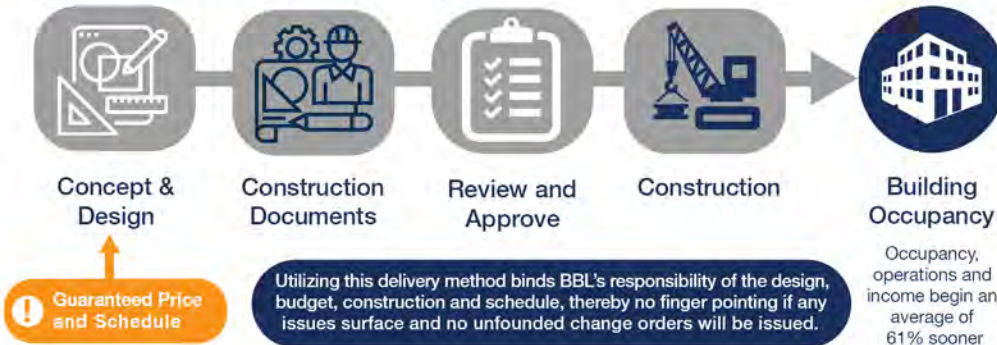 Concept &
Design
Construction
Documents
Review and
Approve
Construction
Building
Occupancy
Occupancy,
operations and
income begin an
average of
61% sooner
! Guaranteed Price
and Schedule
Utilizing this delivery method binds BBL's responsibility of the design,
budget, construction and schedule, thereby no finger pointing if any
issues surface and no unfunded change orders will be issued.